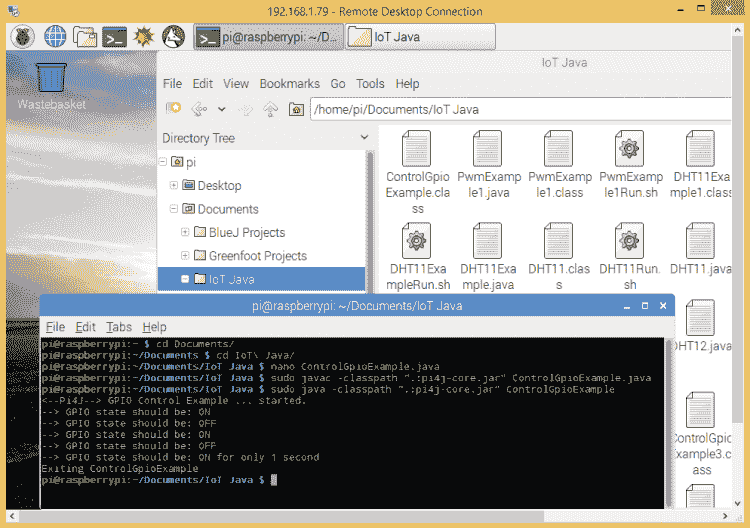 192.168.1.79 - Remote Desktop Connection
pi@raspberrypi: ~/D...
IoT Java
Wastebasket
IoT Java
File Edit View Bookmarks Go Tools Help
/home/pi/Documents/IoT Java
Directory Tree
pi
Desktop
Documents
BlueJ Projects
Greenfoot Projects
IoT Java
ControlGpio
Example.clas
s
PwmExamp
le1.java
PwmExamp
le1.class
PwmExamp
le1Run.sh
DHT11Exa
mple1.class
DHT11Exam
pleRun.sh
DHT11Exam
ple.java
DHT11.clas
s
DHT11Run.
sh
DHT11.java
DHT12.java
ControlGpio
Example3.c
ass
pi@raspberrypi: ~/Documents/IoT Java
File Edit Tabs Help
pi@raspberrypi:~ $ cd Documents/
pi@raspberrypi:~/Documents $ cd IoT\ Java/
pi@raspberrypi:~/Documents/IoT Java $ nano ControlGpioExample.java
pi@raspberrypi:~/Documents/IoT Java $ sudo javac -classpath ".:pi4j-core.jar" ControlGpioExample.java
pi@raspberrypi:~/Documents/IoT Java $ sudo java -classpath ".:pi4j-core.jar" ControlGpioExample
<--Pi4J--> GPIO Control Example ... started.
--> GPIO state should be: ON
--> GPIO state should be: OFF
--> GPIO state should be: ON
--> GPIO state should be: OFF
--> GPIO state should be: ON for only 1 second
Exiting ControlGpioExample
pi@raspberrypi:~/Documents/IoT Java $